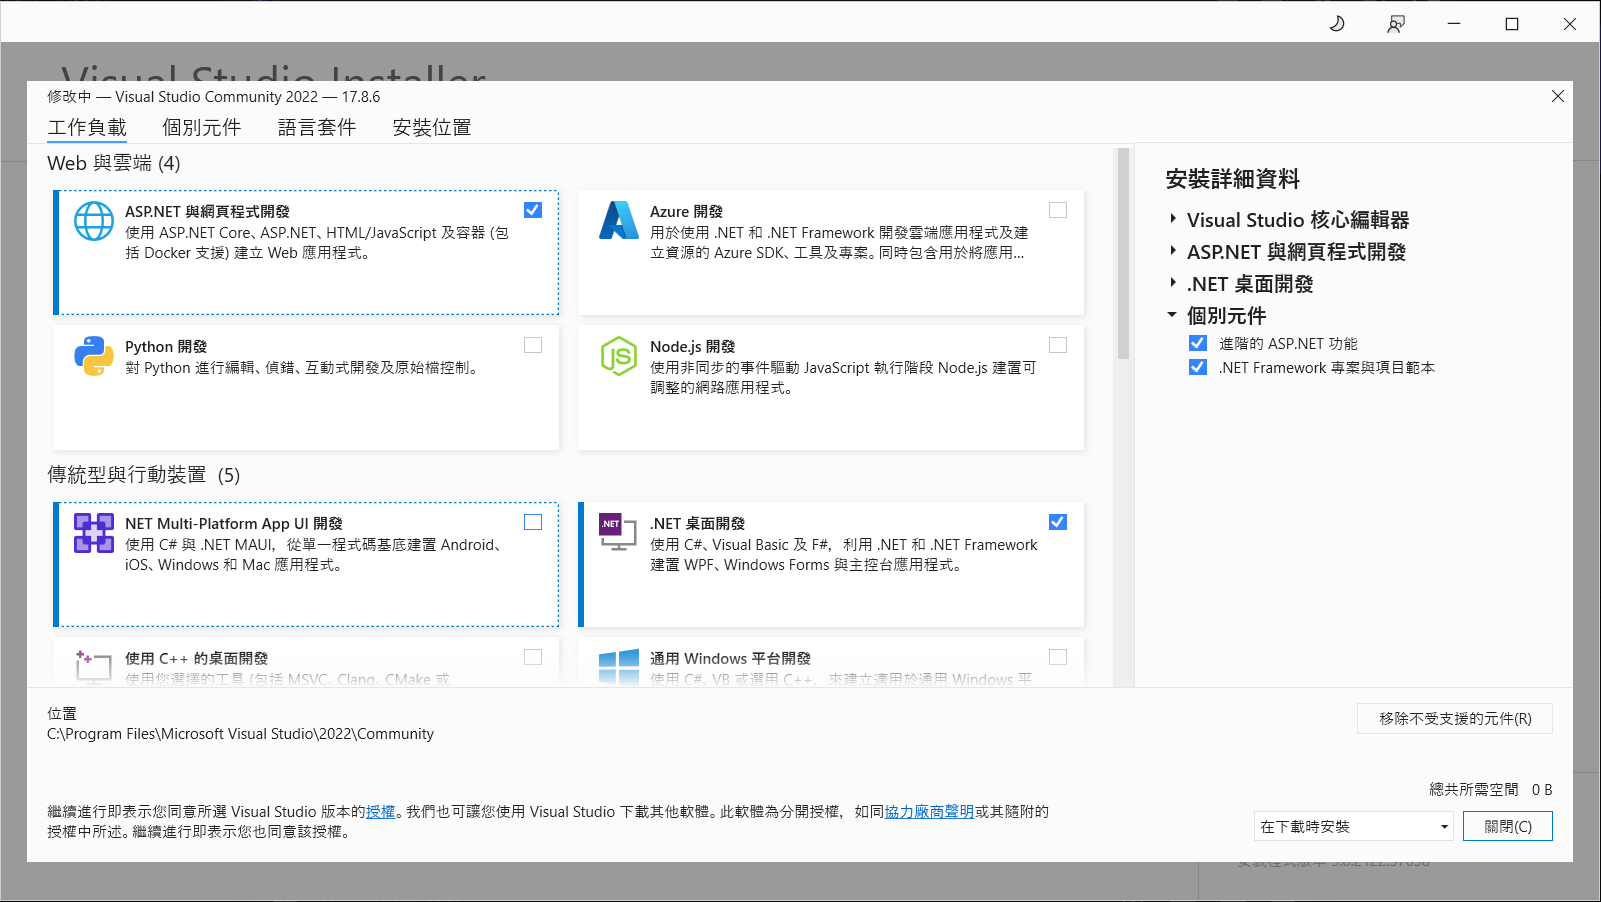 Visual Studio Installer
修改中 — Visual Studio Community 2022 — 17.8.6
工作負載 個別元件 語言套件 安裝位置
Web 與雲端 (4)
ASP.NET 與網頁程式開發
使用 ASP.NET Core、ASP.NET、HTML/JavaScript 及容器 (包
括 Docker 支援) 建立 Web 應用程式。
Azure 開發
用於使用 .NET 和 .NET Framework 開發雲端應用程式及建
立資源的 Azure SDK、工具及專案。同時包含用於將應用...
Python 開發
對 Python 進行編輯、偵錯、互動式開發及原始檔控制。
Node.js 開發
使用非同步的事件驅動 JavaScript 執行階段 Node.js 建置可
調整的網路應用程式。
傳統型與行動裝置 (5)
NET Multi-Platform App UI 開發
使用 C# 與 .NET MAUI，從單一程式碼基底建置 Android、
iOS、Windows 和 Mac 應用程式。
.NET
.NET 桌面開發
使用 C#、Visual Basic 及 F#，利用 .NET 和 .NET Framework
建置 WPF、Windows Forms 與主控台應用程式。
使用 C++ 的桌面開發
使用您選擇的工具 (包括 MSVC、Clang、CMake 或
通用 Windows 平台開發
使用 C#、VB 或選用 C++，來建立適用於通用 Windows 平
安裝詳細資料
Visual Studio 核心編輯器
ASP.NET 與網頁程式開發
.NET 桌面開發
個別元件
進階的 ASP.NET 功能
.NET Framework 專案與項目範本
位置
C:\Program Files\Microsoft Visual Studio\2022\Community
移除不受支援的元件(R)
總共所需空間 0 B
繼續進行即表示您同意所選 Visual Studio 版本的授權。我們也可讓您使用 Visual Studio 下載其他軟體。此軟體為分開授權，如同協力廠商聲明或其隨附的
授權中所述。繼續進行即表示您也同意該授權。
在下載時安裝
關閉(C)